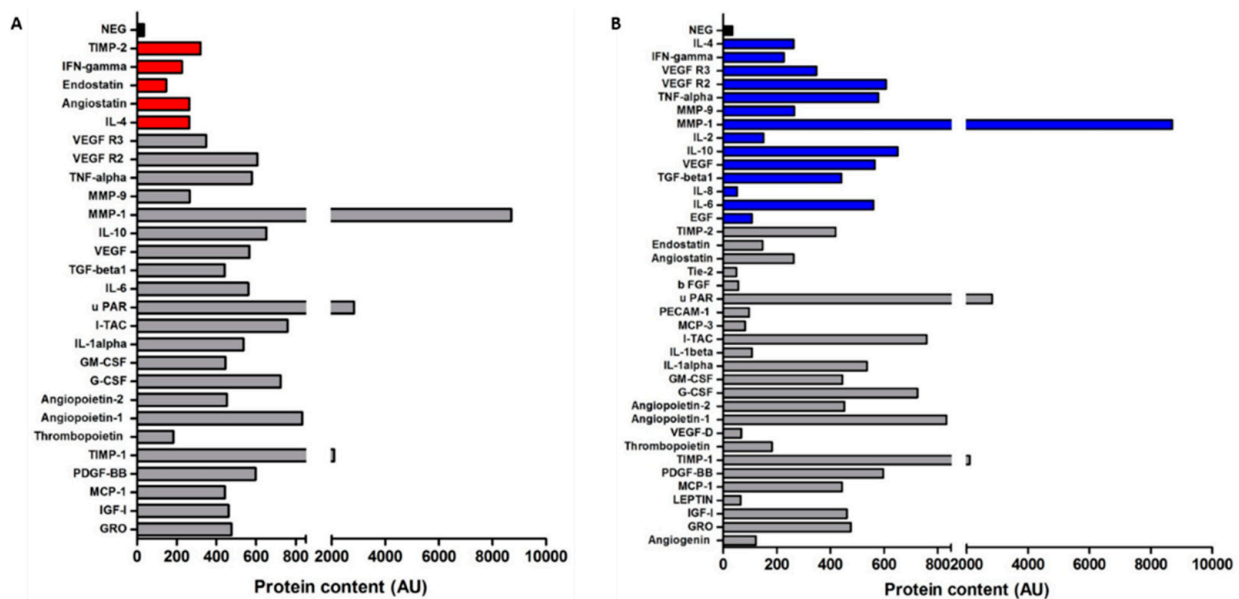 A
NEG
TIMP-2
IFN-gamma
Endostatin
Angiostatin
IL-4
VEGF R3
VEGF R2
TNF-alpha
MMP-9
MMP-1
IL-10
VEGF
TGF-beta1
IL-6
u PAR
I-TAC
IL-1alpha
GM-CSF
G-CSF
Angiopoietin-2
Angiopoietin-1
Thrombopoietin
TIMP-1
PDGF-BB
MCP-1
IGF-I
GRO
0 200 400 600 800 2000 4000 6000 8000 10000
Protein content (AU)
B
NEG
IL-4
IFN-gamma
VEGF R3
VEGF R2
TNF-alpha
MMP-9
MMP-1
IL-2
IL-10
VEGF
TGF-beta1
IL-8
IL-6
EGF
TIMP-2
Endostatin
Angiostatin
Tie-2
b FGF
u PAR
PECAM-1
MCP-3
I-TAC
IL-1beta
IL-1alpha
GM-CSF
G-CSF
Angiopoietin-2
Angiopoietin-1
VEGF-D
Thrombopoietin
TIMP-1
PDGF-BB
MCP-1
LEPTIN
IGF-I
GRO
Angiogenin
0 200 400 600 800 2000 4000 6000 8000 10000
Protein content (AU)